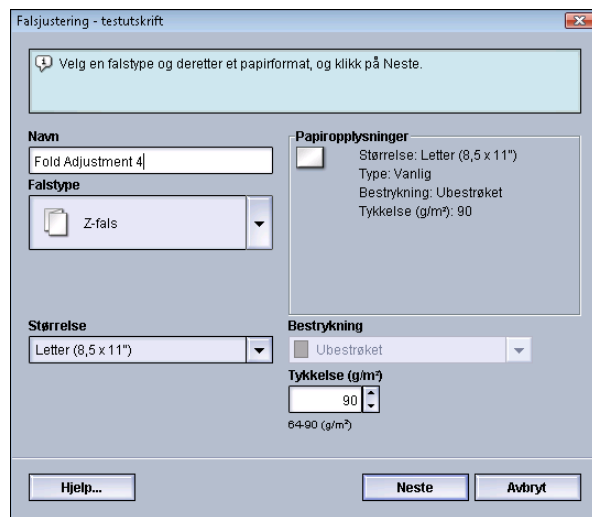 Falsjustering - testutskrift
Velg en falstype og deretter et papirformat, og klikk på Neste.
Navn
Fold Adjustment 4
Falstype
Z-fals
Papiropplysninger
Størrelse: Letter (8,5 x 11")
Type: Vanlig
Bestrykning: Ubestrøket
Tykkelse (g/m²): 90
Størrelse
Letter (8,5 x 11")
Bestrykning
Ubestrøket
Tykkelse (g/m²)
90
64-90 (g/m²)
Hjelp...
Neste
Avbryt